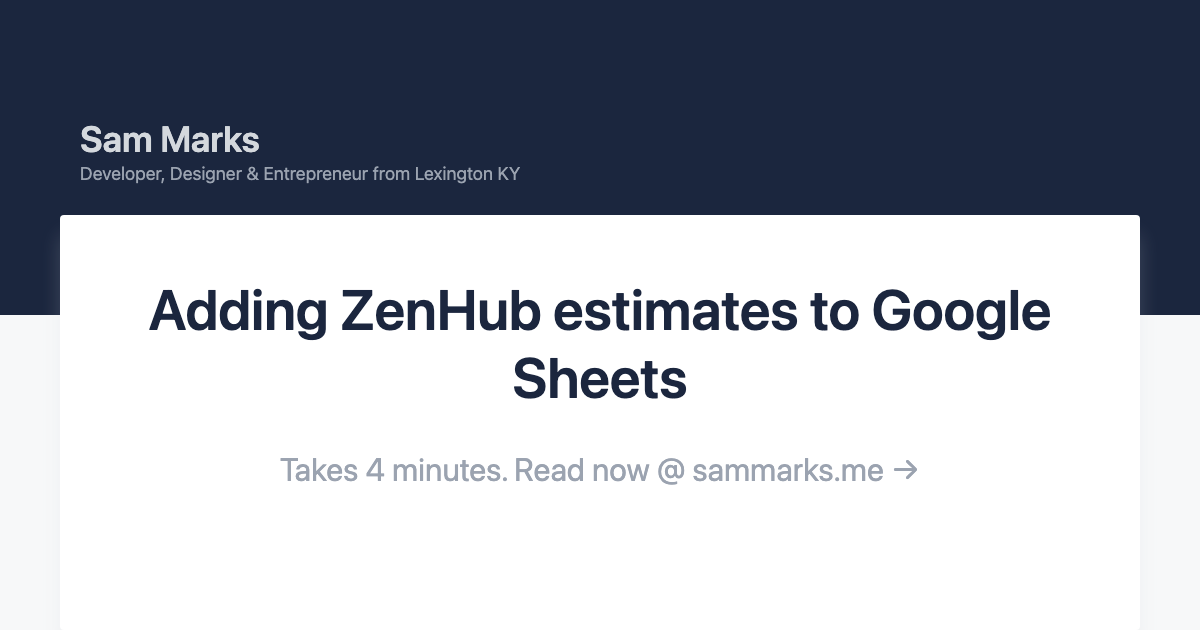 Sam Marks
Developer, Designer & Entrepreneur from Lexington KY
Adding ZenHub estimates to Google
Sheets
Takes 4 minutes. Read now @ sammarks.me →